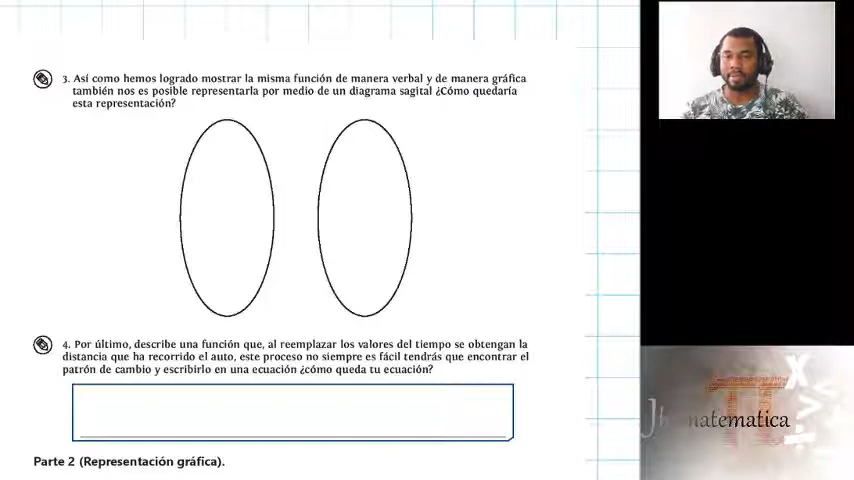 3. Así como hemos logrado mostrar la misma función de manera verbal y de manera gráfica
también nos es posible representarla por medio de un diagrama sagital ¿Cómo quedaría
esta representación?
4. Por último, describe una función que, al reemplazar los valores del tiempo se obtengan la
distancia que ha recorrido el auto, este proceso no siempre es fácil tendrás que encontrar el
patrón de cambio y escribirlo en una ecuación ¿cómo queda tu ecuación?
Parte 2 (Representación gráfica).